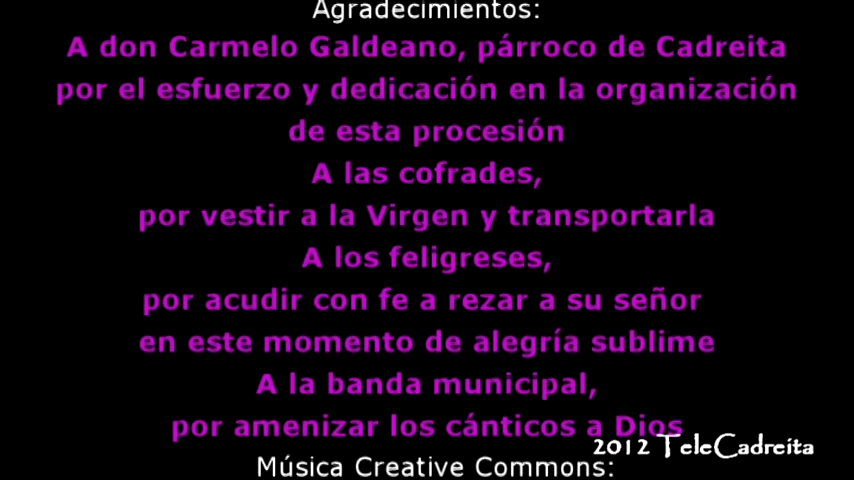 Agradecimientos:
A don Carmelo Galdeano, párroco de Cadreita
por el esfuerzo y dedicación en la organización
de esta procesión
A las cofrades,
por vestir a la Virgen y transportarla
A los feligreses,
por acudir con fe a rezar a su señor
en este momento de alegría sublime
A la banda municipal,
por amenizar los cánticos a Dios
2012 TeleCadreita
Música Creative Commons: